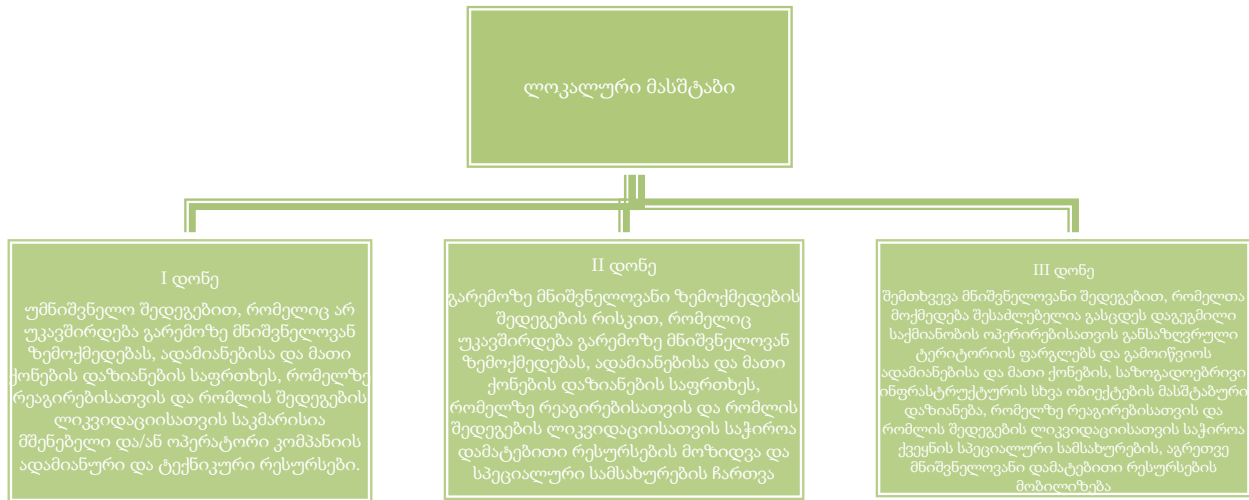 ლოკალური მასშტაბი
I დონე
უმნიშვნელო შედეგებით, რომელიც არ
უკავშირდება გარემოზე მნიშვნელოვან
ზემოქმედებას, ადამიანებისა და მათი
ქონების დაზიანების საფრთხეს, რომელზე
რეაგირებისათვის და რომლის შედეგების
ლიკვიდაციისათვის საკმარისია
მშენებელი და/ან ოპერატორი კომპანიის
ადამიანური და ტექნიკური რესურსები.
II დონე
გარემოზე მნიშვნელოვანი ზემოქმედების
შედეგების რისკით, რომელიც
უკავშირდება გარემოზე მნიშვნელოვან
ზემოქმედებას, ადამიანებისა და მათი
ქონების დაზიანების საფრთხეს,
რომელზე რეაგირებისათვის და რომლის
შედეგების ლიკვიდაციისათვის საჭიროა
დამატებითი რესურსების მოზიდვა და
სპეციალური სამსახურების ჩართვა
III დონე
შემთხვევა მნიშვნელოვანი შედეგებით, რომელთა
მოქმედება შესაძლებელია გასცდეს დაგეგმილი
საქმიანობის ოპერირებისათვის განსაზღვრული
ტერიტორიის ფარგლებს და გამოიწვიოს
ადამიანებისა და მათი ქონების, საზოგადოებრივი
ინფრასტრუქტურის სხვა ობიექტების მასშტაბური
დაზიანება, რომელზე რეაგირებისათვის და
რომლის შედეგების ლიკვიდაციისათვის საჭიროა
ქვეყნის სპეციალური სამსახურების, აგრეთვე
მნიშვნელოვანი დამატებითი რესურსების
მობილიზება